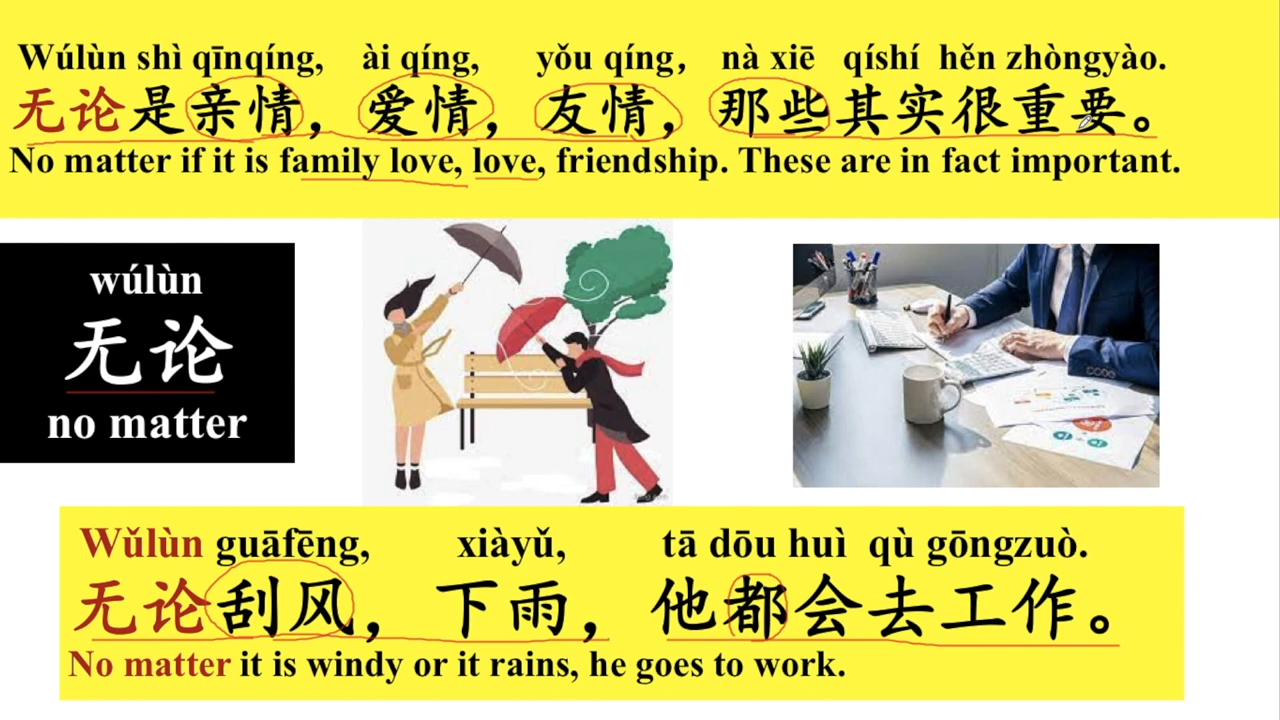 Wúlùn shì qīnqíng, ài qíng, yǒu qíng, nà xiē qíshí hěn zhòngyào.
无论是亲情，爱情，友情，那些其实很重要。
No matter if it is family love, love, friendship. These are in fact important.
wúlùn
无论
no matter
Wǔlùn guāfēng, xiàyǔ, tā dōu huì qù gōngzuò.
无论刮风，下雨，他都会去工作。
No matter it is windy or it rains, he goes to work.